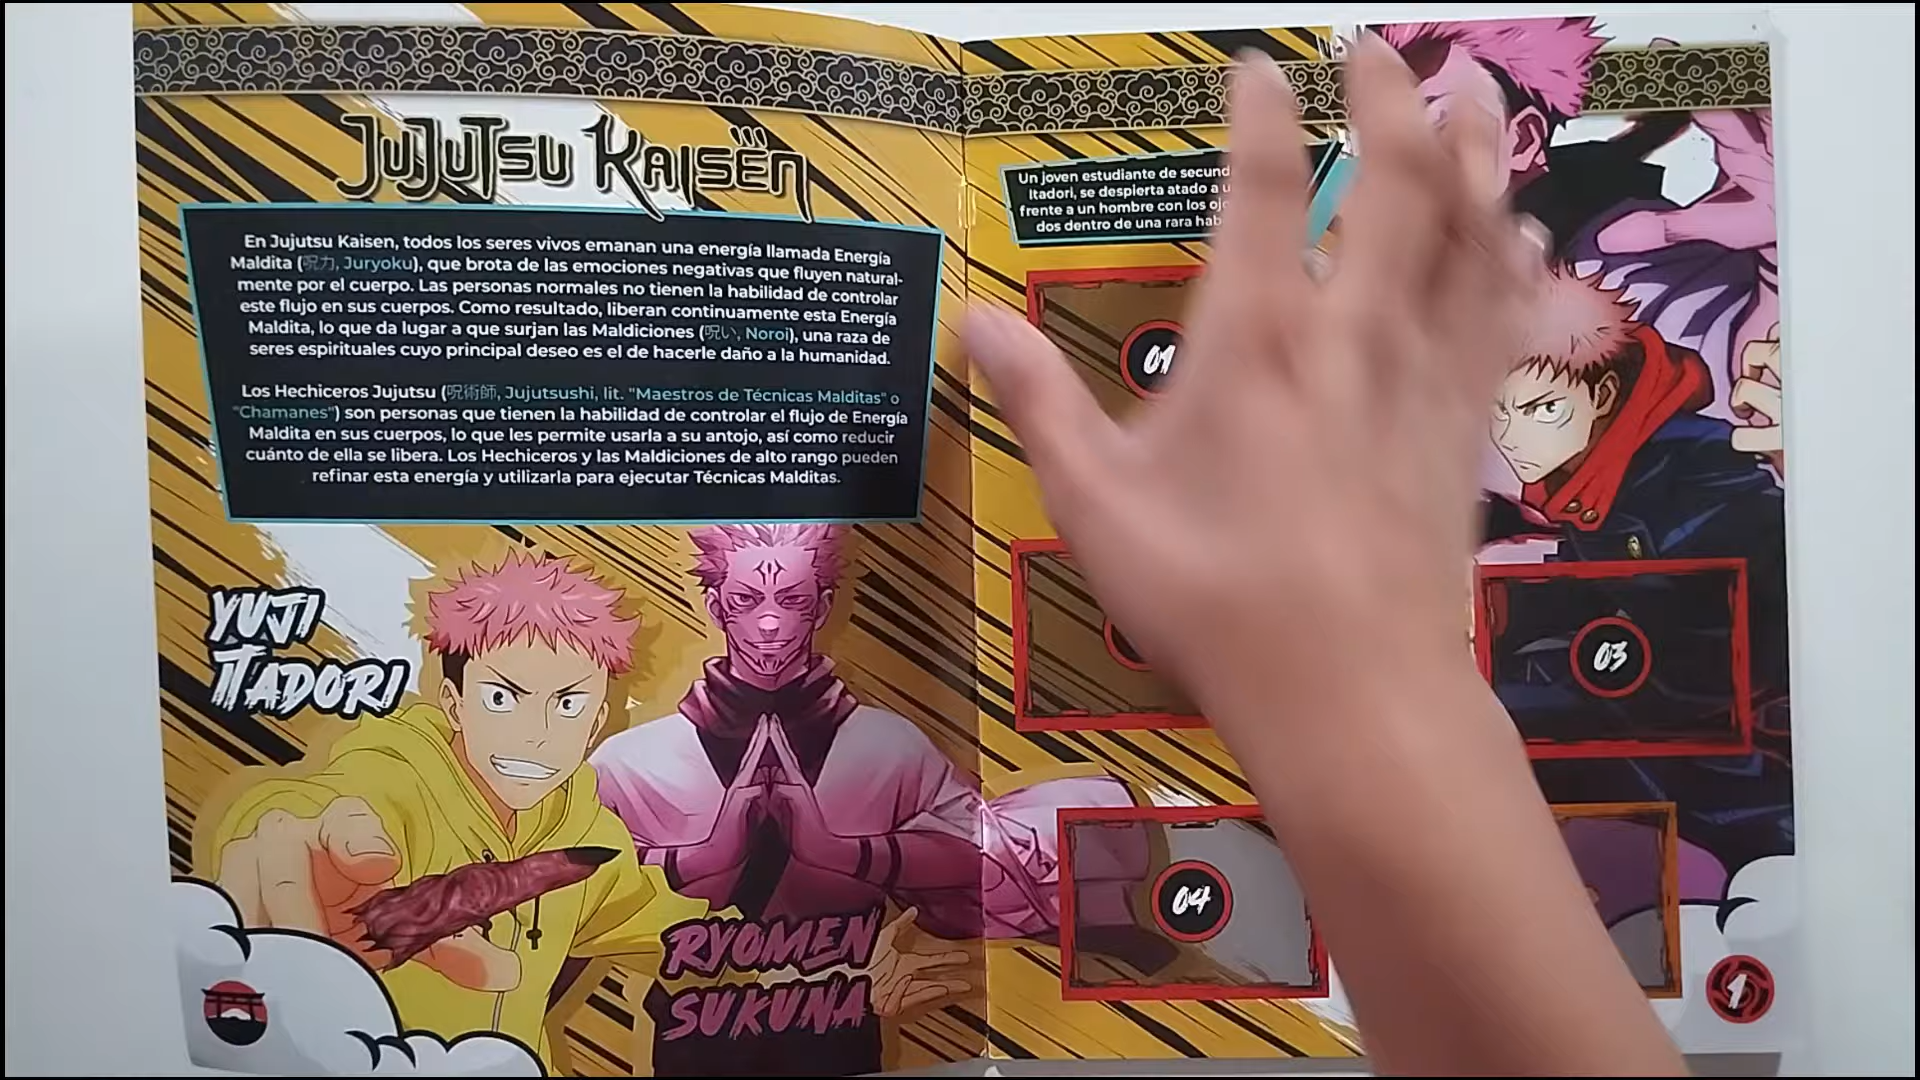 JUJUTSU KAISEN
En Jujutsu Kaisen, todos los seres vivos emanan una energía llamada Energía
Maldita (呪力, Juryoku), que brota de las emociones negativas que fluyen natural-
mente por el cuerpo. Las personas normales no tienen la habilidad de controlar
este flujo en sus cuerpos. Como resultado, liberan continuamente esta Energía
Maldita, lo que da lugar a que surjan las Maldiciones (呪い, Noroi), una raza de
seres espirituales cuyo principal deseo es el de hacerle daño a la humanidad.
Los Hechiceros Jujutsu (呪術師, Jujutsushi, lit. "Maestros de Técnicas Malditas" o
"Chamanes") son personas que tienen la habilidad de controlar el flujo de Energía
Maldita en sus cuerpos, lo que les permite usarla a su antojo, así como reducir
cuánto de ella se libera. Los Hechiceros y las Maldiciones de alto rango pueden
refinar esta energía y utilizarla para ejecutar Técnicas Malditas.
YUJI
ITADORI
RYOMEN
SUKUNA
Un joven estudiante de
Itadori, se despierta atado a
frente a un hombre con los
dos dentro de una rara
01
03
04
1